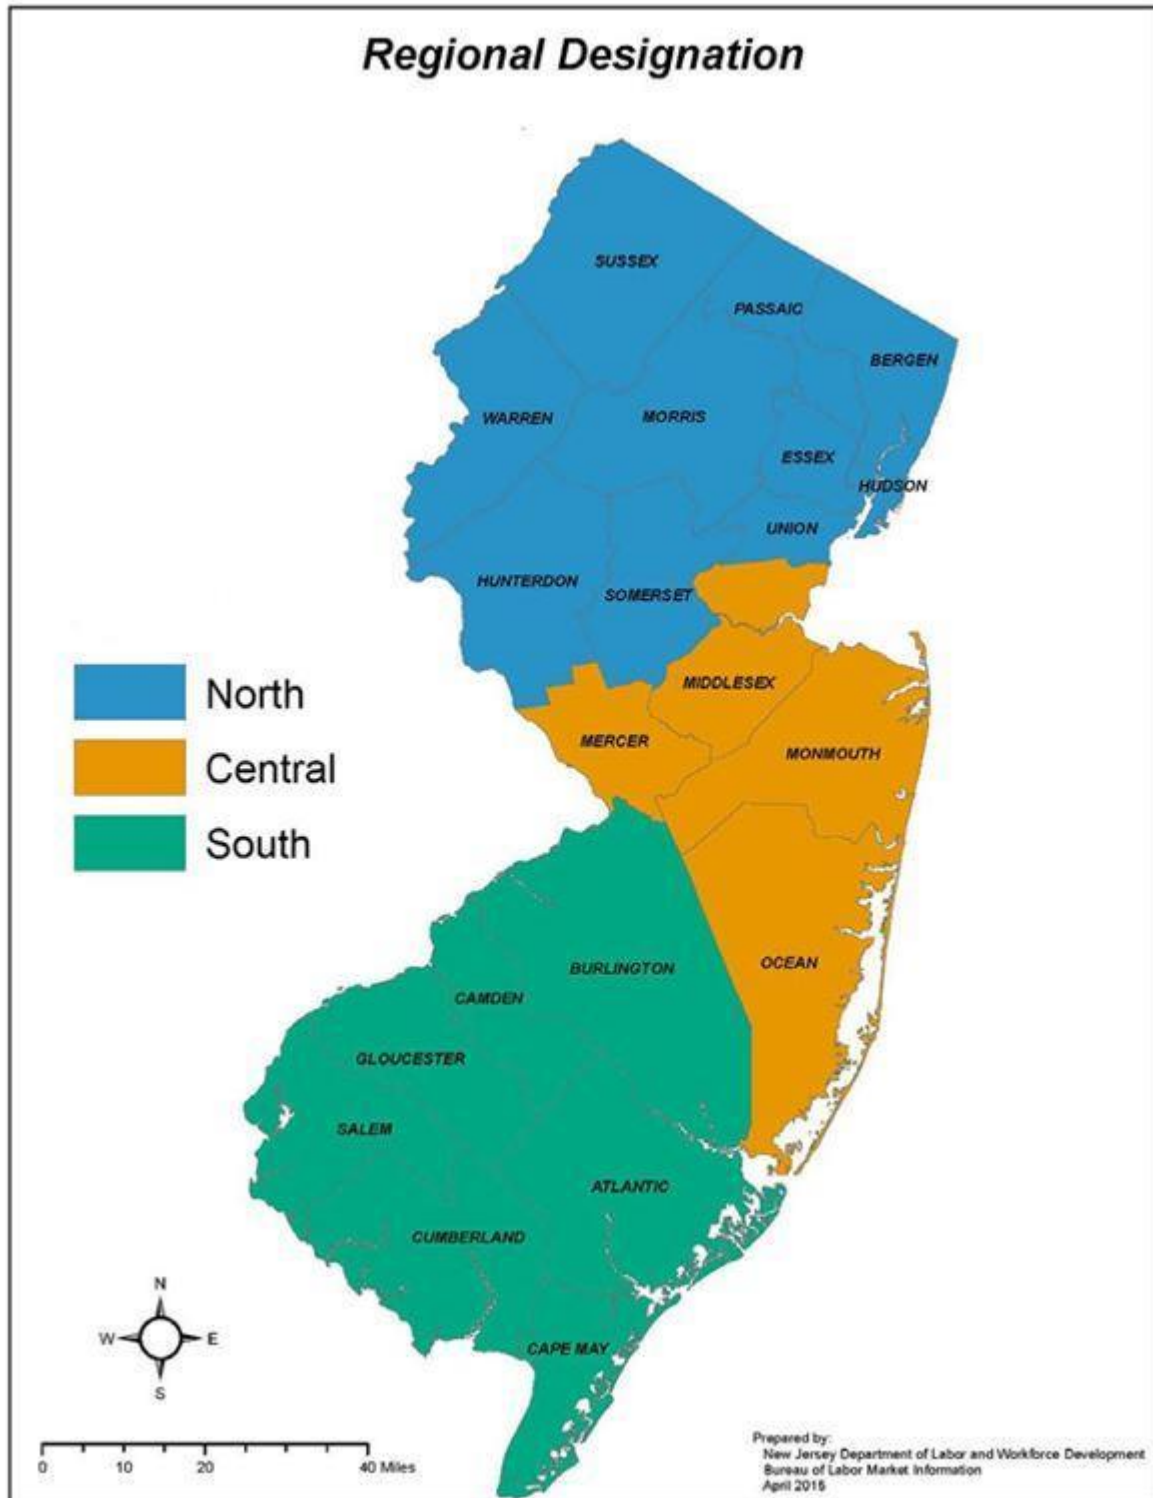 Regional Designation
SUSSEX
PASSAIC
BERGEN
WARREN
MORRIS
ESSEX
HUDSON
UNION
HUNTERDON
SOMERSET
North
MIDDLESEX
MERCER
MONMOUTH
Central
South
OCEAN
BURLINGTON
CAMDEN
GLOUCESTER
SALEM
ATLANTIC
CUMBERLAND
CAPE MAY
N
W E
S
0 10 20 40 Miles
Prepared by:
New Jersey Department of Labor and Workforce Development
Bureau of Labor Market Information
April 2015